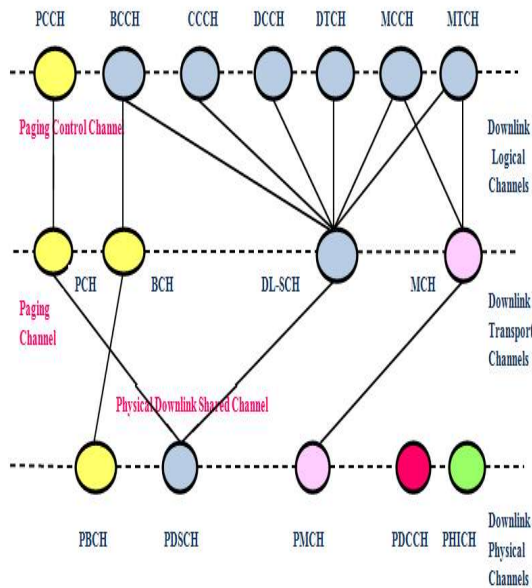 PCCH BCCH CCCH DCCH DTCH MCCH MTCH
Paging Control Channel
Downlink
Logical
Channels
PCH BCH DL-SCH MCH
Paging
Channel
Downlink
Transport
Channels
Physical Downlink Shared Channel
PBCH PDSCH PMCH PDCCH PHICH
Downlink
Physical
Channels